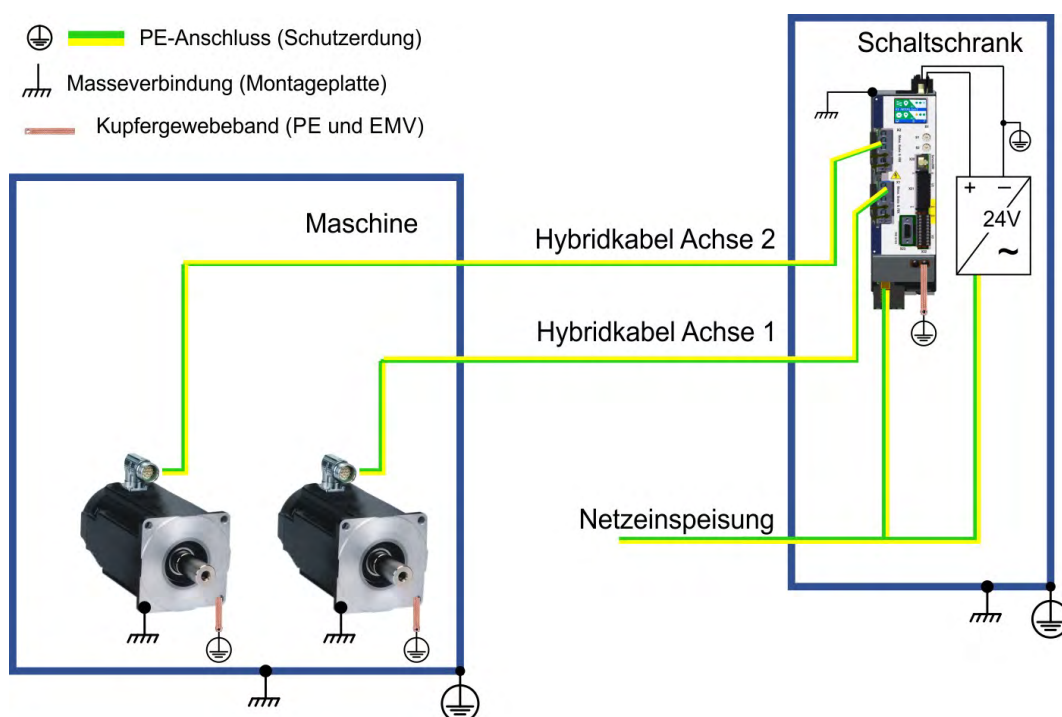 PE-Anschluss (Schutzerdung)
Masseverbindung (Montageplatte)
Kupfergewebeband (PE und EMV)
Schaltschrank
Maschine
Hybridkabel Achse 2
Hybridkabel Achse 1
+ –
24V
~
Netzeinspeisung